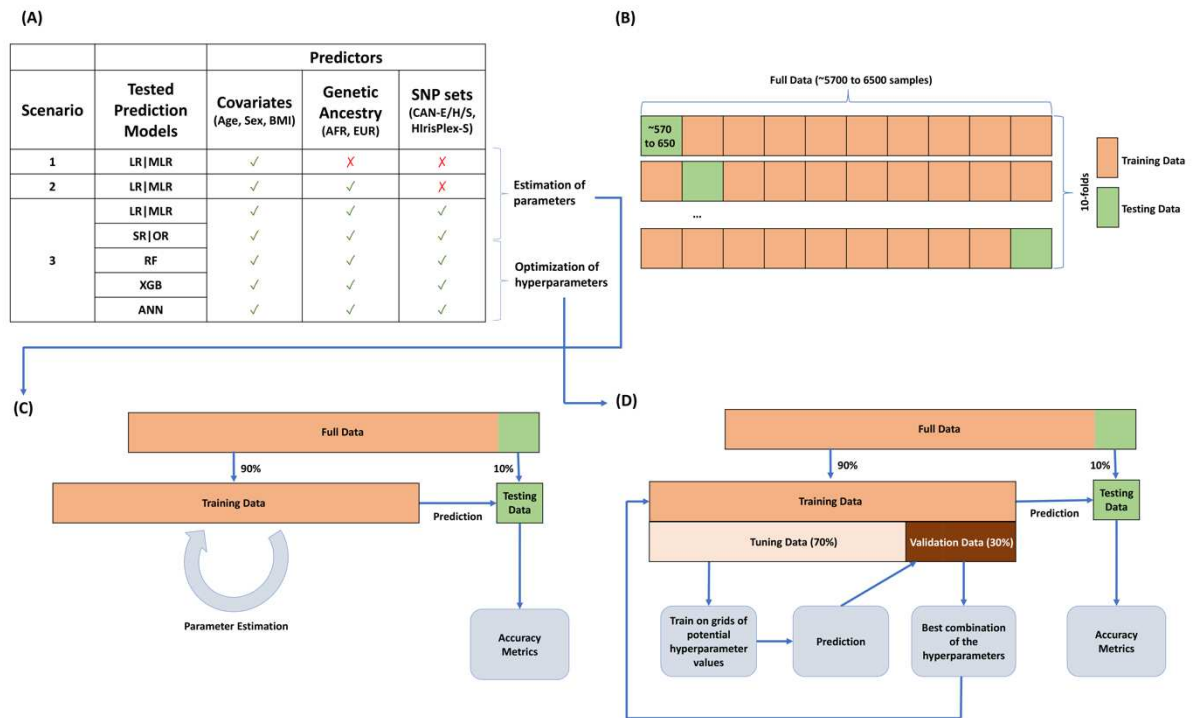 (A)
Predictors
Scenario
Tested
Prediction
Models
Covariates
(Age, Sex, BMI)
Genetic
Ancestry
(AFR, EUR)
SNP sets
(CAN-E/H/S,
HIrisPlex-S)
1 LR|MLR ✓ ✗ ✗
2 LR|MLR ✓ ✓ ✗
3
LR|MLR ✓ ✓ ✓
SR|OR ✓ ✓ ✓
RF ✓ ✓ ✓
XGB ✓ ✓ ✓
ANN ✓ ✓ ✓
Estimation of
parameters
Optimization of
hyperparameters
(B)
Full Data (~5700 to 6500 samples)
~570
to 650
...
10-folds
Training Data
Testing Data
(C)
Full Data
90%
10%
Training Data
Prediction
Testing
Data
Parameter Estimation
Accuracy
Metrics
(D)
Full Data
90%
10%
Training Data
Prediction
Testing
Data
Tuning Data (70%)
Validation Data (30%)
Train on grids of
potential
hyperparameter
values
Prediction
Best combination
of the
hyperparameters
Accuracy
Metrics